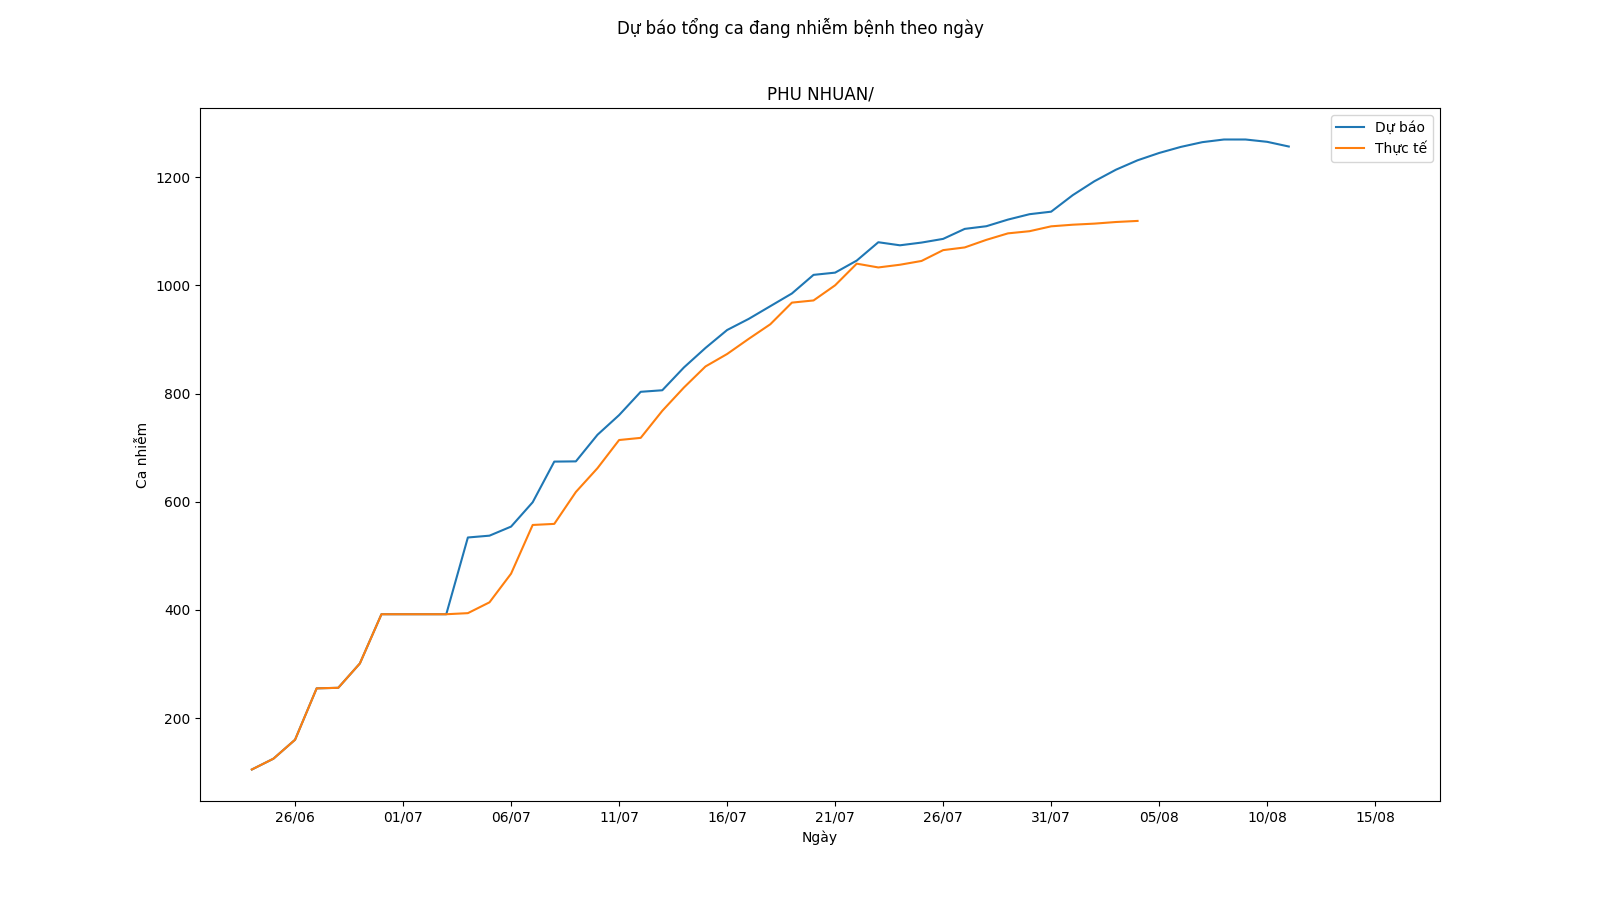 Dự báo tổng ca đang nhiễm bệnh theo ngày
PHU NHUAN/
Dự báo
Thực tế
1200
1000
800
600
400
200
Ca nhiễm
26/06 01/07 06/07 11/07 16/07 21/07 26/07 31/07 05/08 10/08 15/08
Ngày